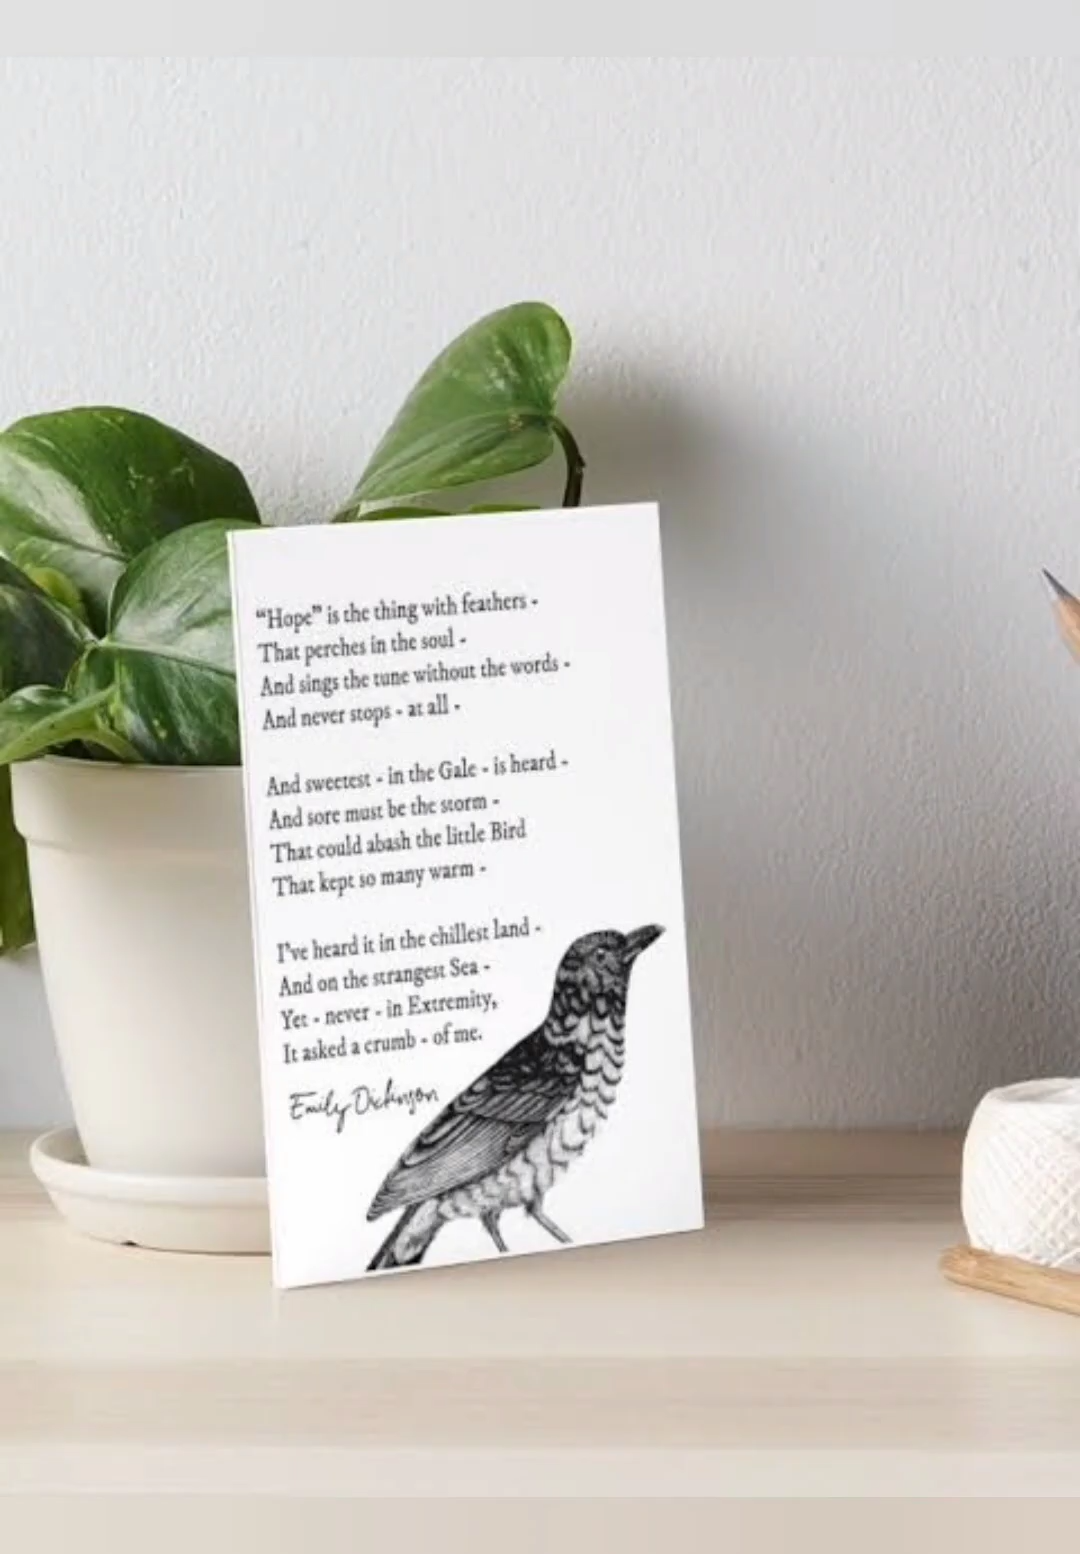 “Hope” is the thing with feathers -
That perches in the soul -
And sings the tune without the words -
And never stops - at all -
And sweetest - in the Gale - is heard -
And sore must be the storm -
That could abash the little Bird
That kept so many warm -
I've heard it in the chillest land -
And on the strangest Sea -
Yet - never - in Extremity,
It asked a crumb - of me.
Emily Dickinson